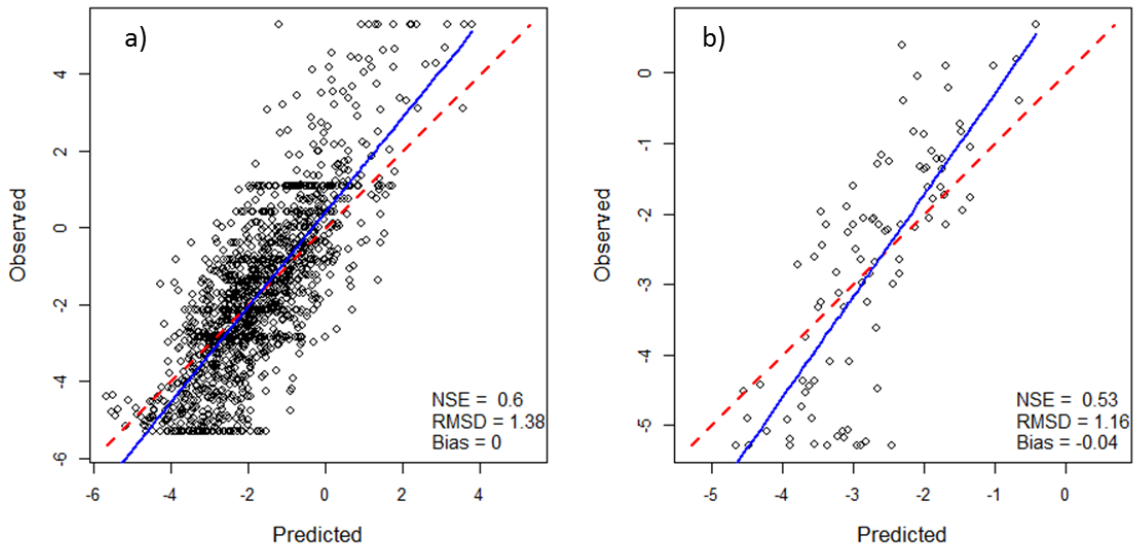 a)
Observed
4
2
0
-2
-4
-6
NSE = 0.6
RMSD = 1.38
Bias = 0
-6 -4 -2 0 2 4
Predicted
b)
Observed
0
-1
-2
-3
-4
-5
NSE = 0.53
RMSD = 1.16
Bias = -0.04
-5 -4 -3 -2 -1 0
Predicted